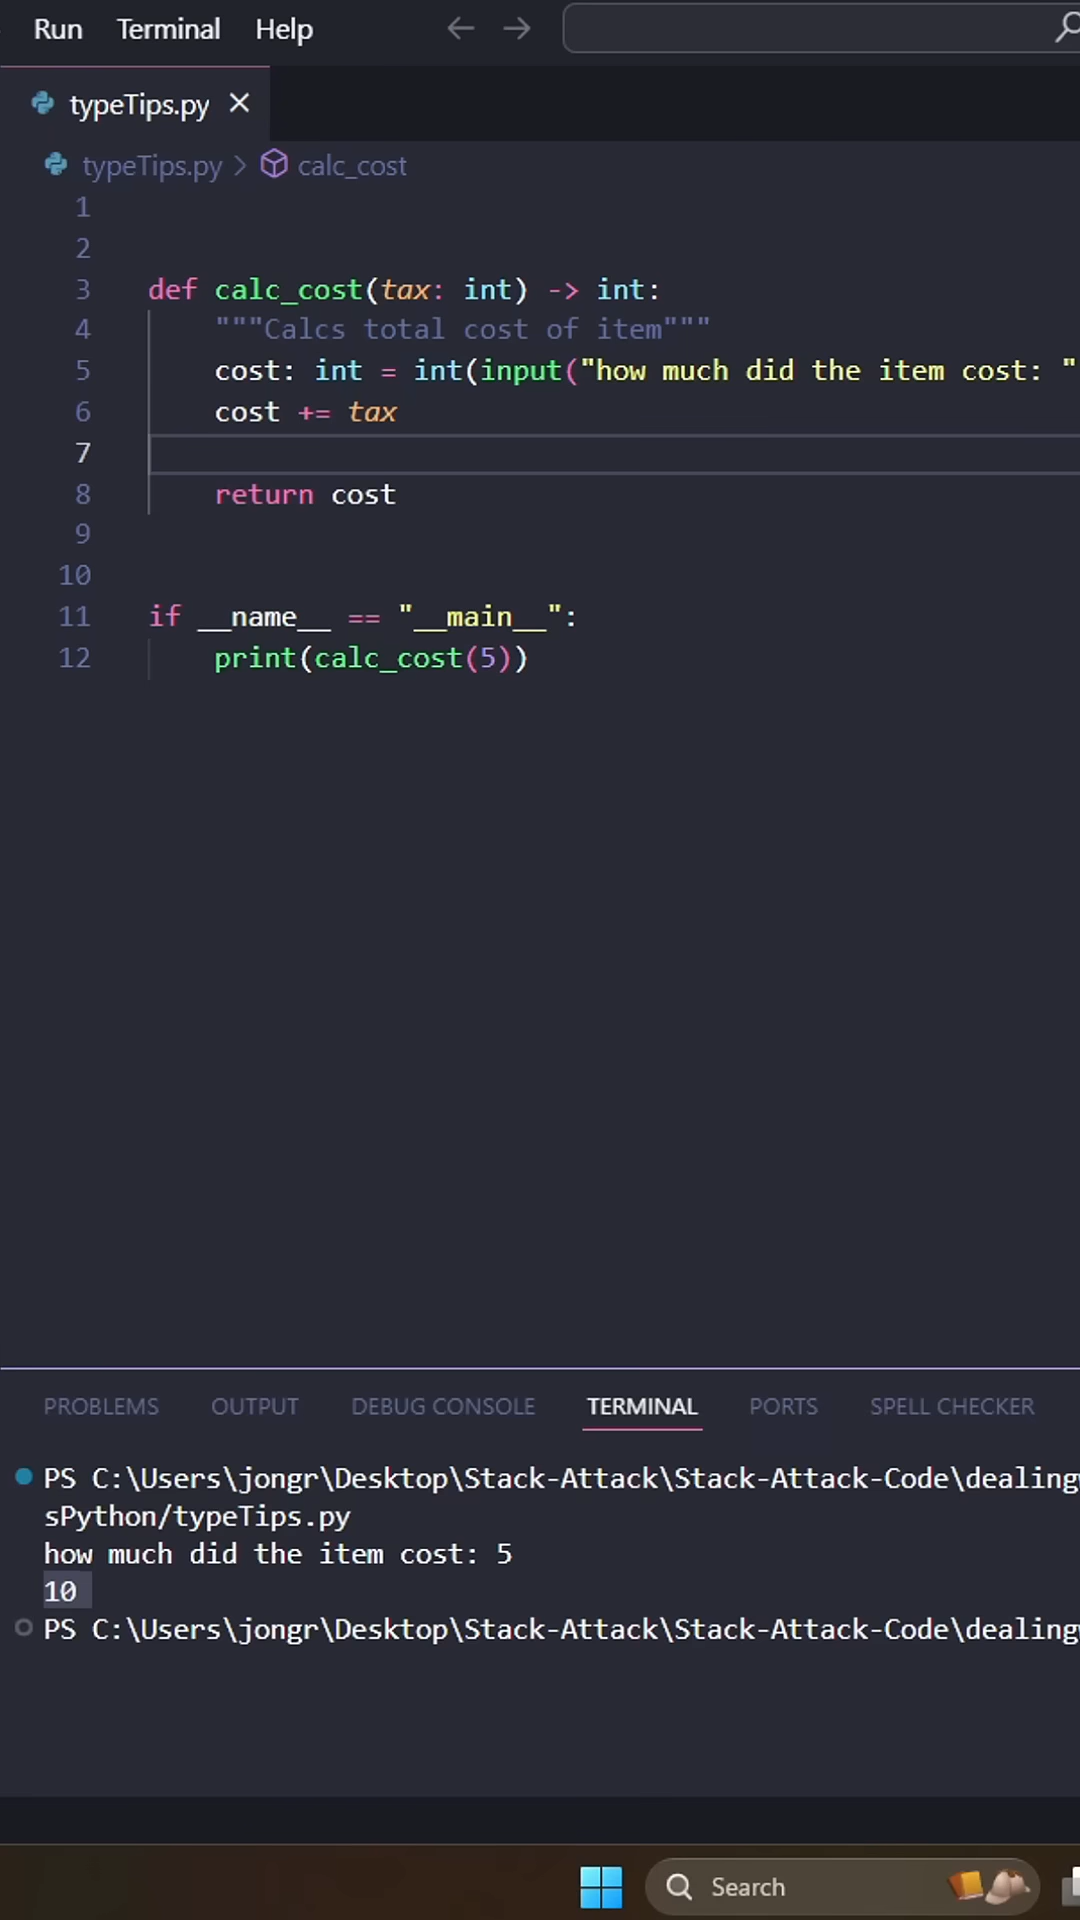 Run Terminal Help
typeTips.py
typeTips.py > calc_cost
1
2
3 def calc_cost(tax: int) -> int:
4 """Calcs total cost of item"""
5 cost: int = int(input("how much did the item cost: "
6 cost += tax
7
8 return cost
9
10
11 if __name__ == "__main__":
12 print(calc_cost(5))
PROBLEMS OUTPUT DEBUG CONSOLE TERMINAL PORTS SPELL CHECKER
PS C:\Users\jongr\Desktop\Stack-Attack\Stack-Attack-Code\dealing
sPython/typeTips.py
how much did the item cost: 5
10
PS C:\Users\jongr\Desktop\Stack-Attack\Stack-Attack-Code\dealing
Search